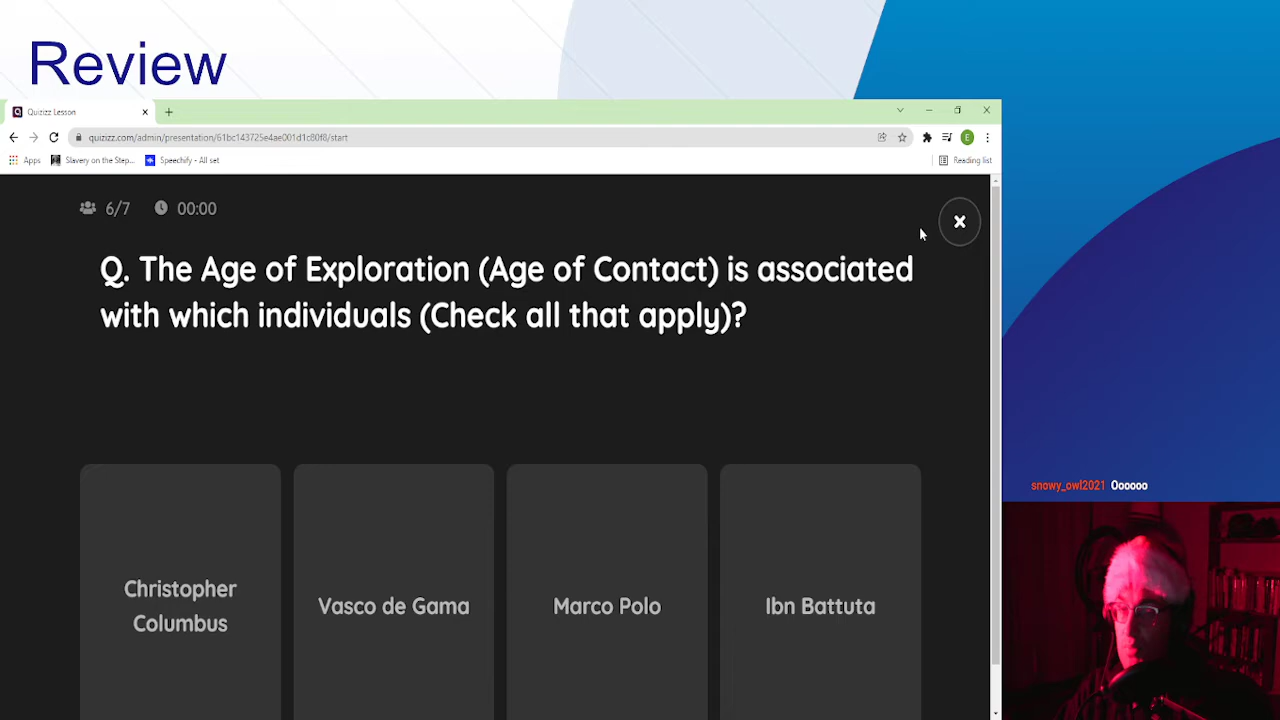 Review
Quizizz Lesson
quizizz.com/admin/presentation/61bc143725e4ae001d1c80f8/start
Apps
Slavery on the Step...
Speechify - All set
Reading list
6/7
00:00
Q. The Age of Exploration (Age of Contact) is associated
with which individuals (Check all that apply)?
Christopher
Columbus
Vasco de Gama
Marco Polo
Ibn Battuta
snowy_owl2021 Oooooo